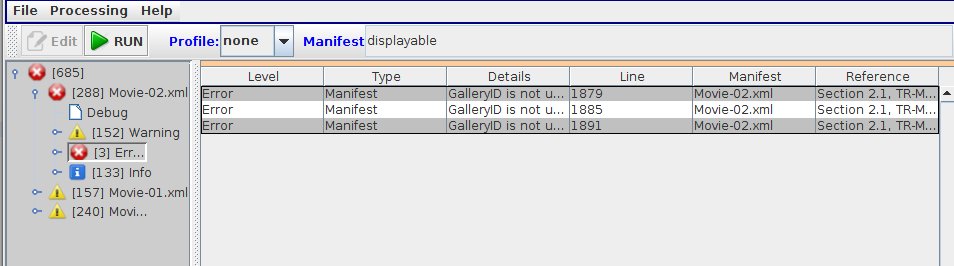 File Processing Help
Edit RUN Profile: none Manifest displayable
[685]
[288] Movie-02.xml
Debug
[152] Warning
[3] Err...
[133] Info
[157] Movie-01.xml
[240] Movi...
Level Type Details Line Manifest Reference
Error Manifest GalleryID is not u... 1879 Movie-02.xml Section 2.1, TR-M...
Error Manifest GalleryID is not u... 1885 Movie-02.xml Section 2.1, TR-M...
Error Manifest GalleryID is not u... 1891 Movie-02.xml Section 2.1, TR-M...